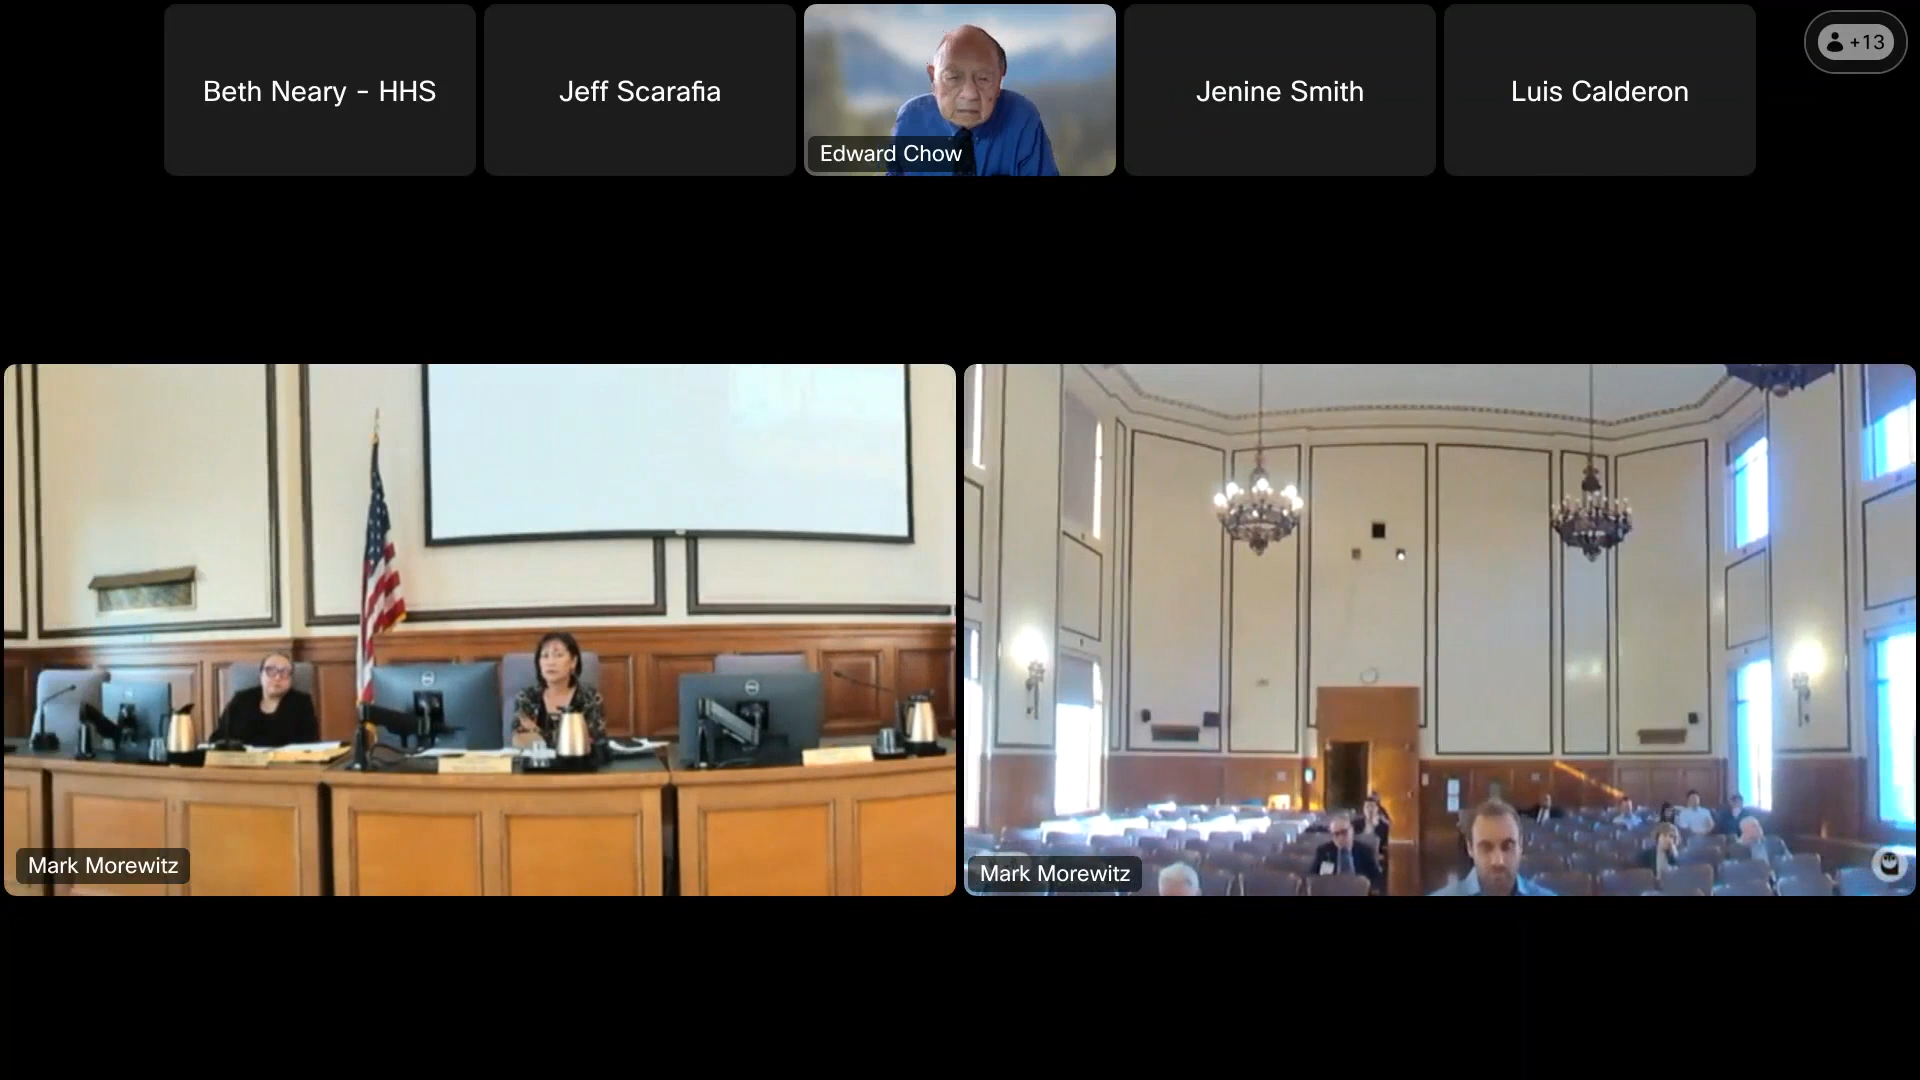 Beth Neary - HHS
Jeff Scarafia
Edward Chow
Jenine Smith
Luis Calderon
+13
Mark Morewitz
Mark Morewitz